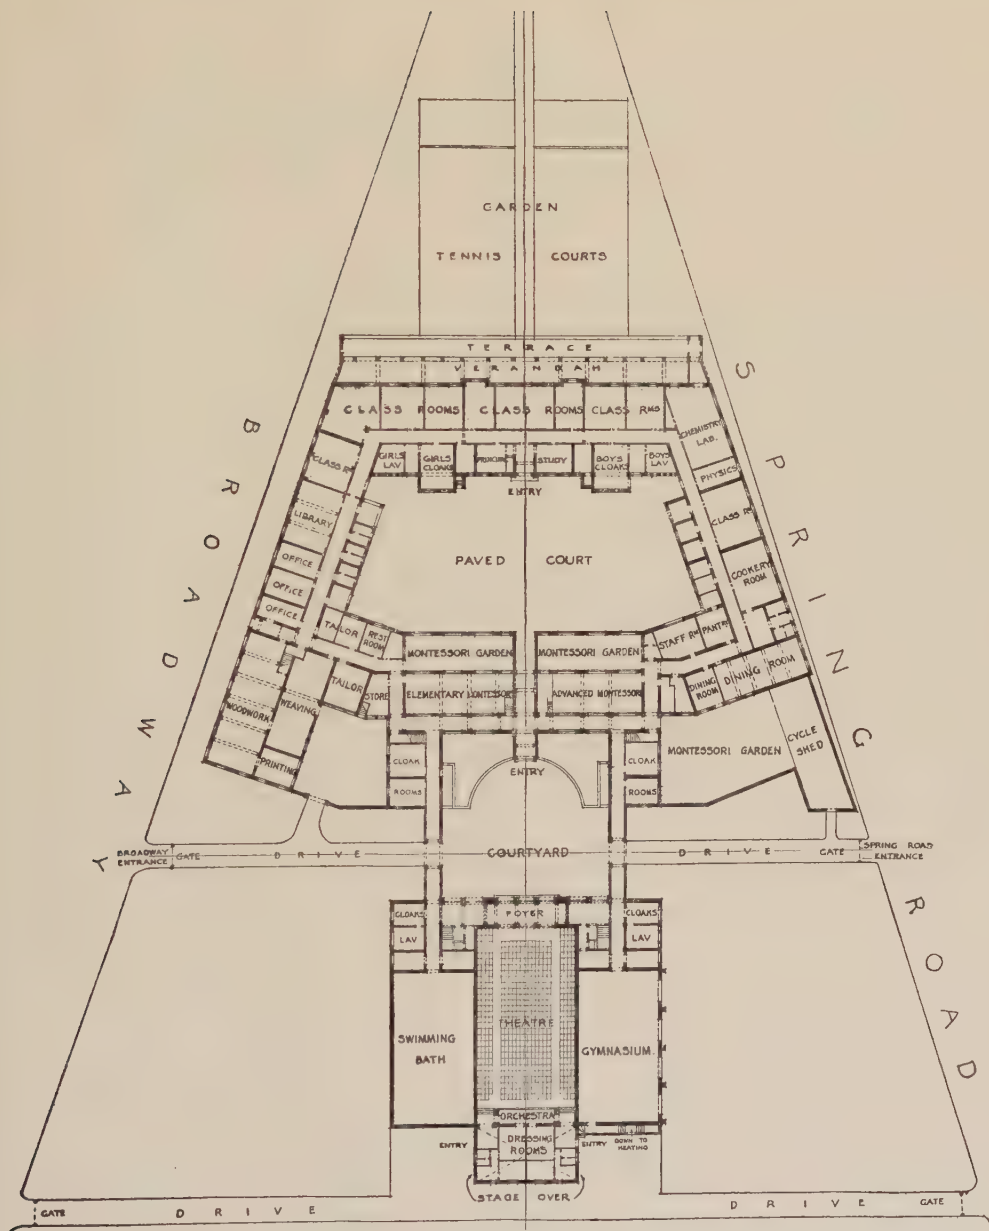 GARDEN
TENNIS COURTS
TERRACE
VERANDAH
CLASS ROOMS CLASS ROOMS CLASS RMS
BROADWAY
SPRING ROAD
CHEMISTRY LAB.
PHYSICS
CLASS RM
COOKERY ROOM
GIRLS LAV
GIRLS CLOAKS
STUDY
BOYS CLOAKS
BOYS LAV
ENTRY
CLASS RM
LIBRARY
OFFICE
OFFICE
OFFICE
PAVED COURT
TAILOR
REST ROOM
MONTESSORI GARDEN
MONTESSORI GARDEN
STAFF RM
PANTRY
WOODWORK
WEAVING
PRINTING
TAILOR
STORE
ELEMENTARY MONTESSORI
ADVANCED MONTESSORI
DINING ROOM
DINING ROOM
CLOAK ROOMS
ENTRY
CLOAK ROOMS
MONTESSORI GARDEN
CYCLE SHED
BROADWAY ENTRANCE
GATE
DRIVE
COURTYARD
DRIVE
GATE
SPRING ROAD ENTRANCE
CLOAKS
LAV
FOYER
CLOAKS
LAV
SWIMMING BATH
THEATRE
GYMNASIUM.
ORCHESTRA
ENTRY
DRESSING ROOMS
ENTRY
DOWN TO HEATING
(STAGE OVER)
GATE
DRIVE
DRIVE
GATE